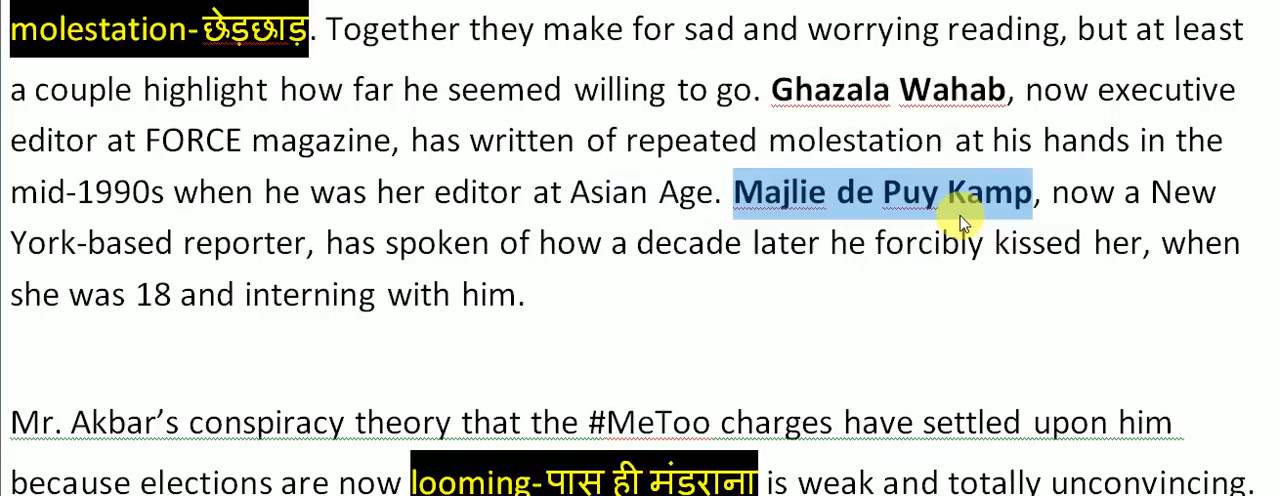 molestation-छेड़छाड़. Together they make for sad and worrying reading, but at least
a couple highlight how far he seemed willing to go. Ghazala Wahab, now executive
editor at FORCE magazine, has written of repeated molestation at his hands in the
mid-1990s when he was her editor at Asian Age. Majlie de Puy Kamp, now a New
York-based reporter, has spoken of how a decade later he forcibly kissed her, when
she was 18 and interning with him.
Mr. Akbar’s conspiracy theory that the #MeToo charges have settled upon him
because elections are now looming-पास ही मंडराना is weak and totally unconvincing.